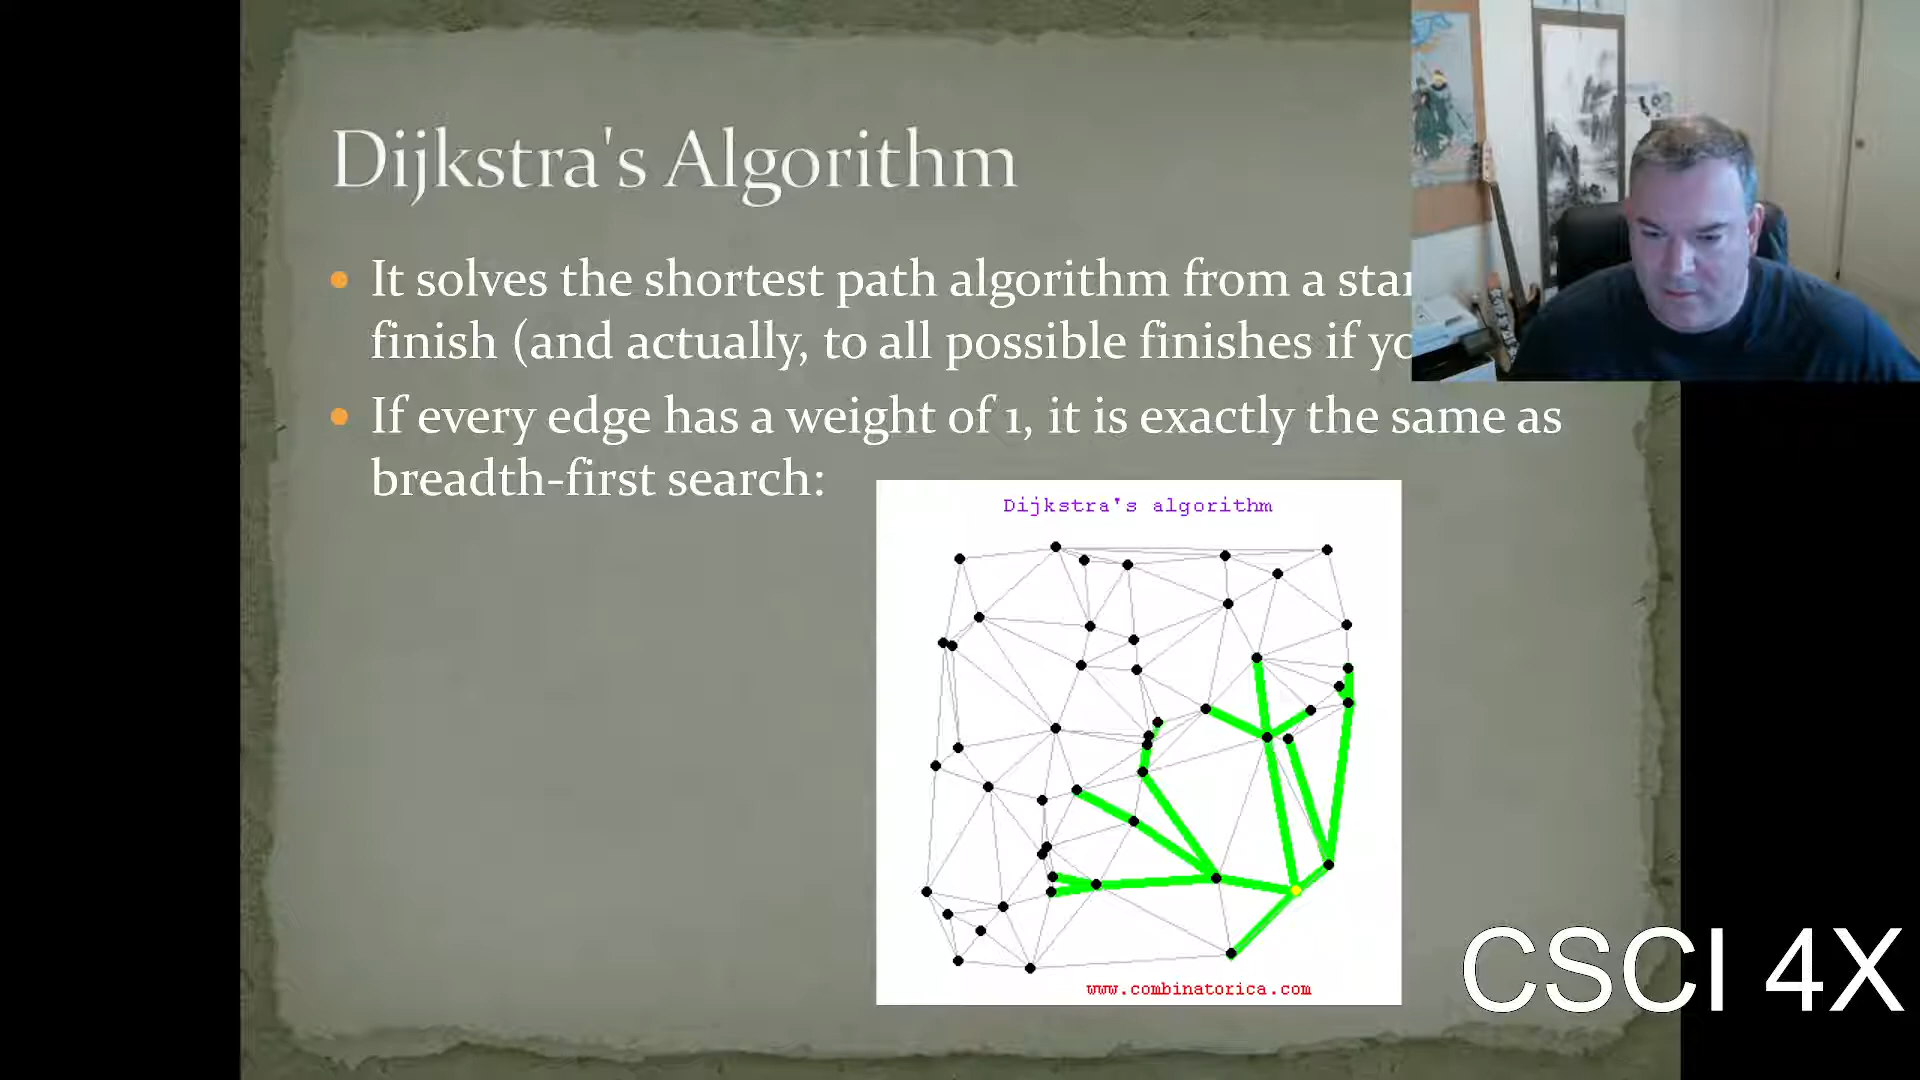 Dijkstra's Algorithm
It solves the shortest path algorithm from a
finish (and actually, to all possible finishes if
If every edge has a weight of 1, it is exactly the same as
breadth-first search:
Dijkstra's algorithm
www.combinatorica.com
CSCI 4X